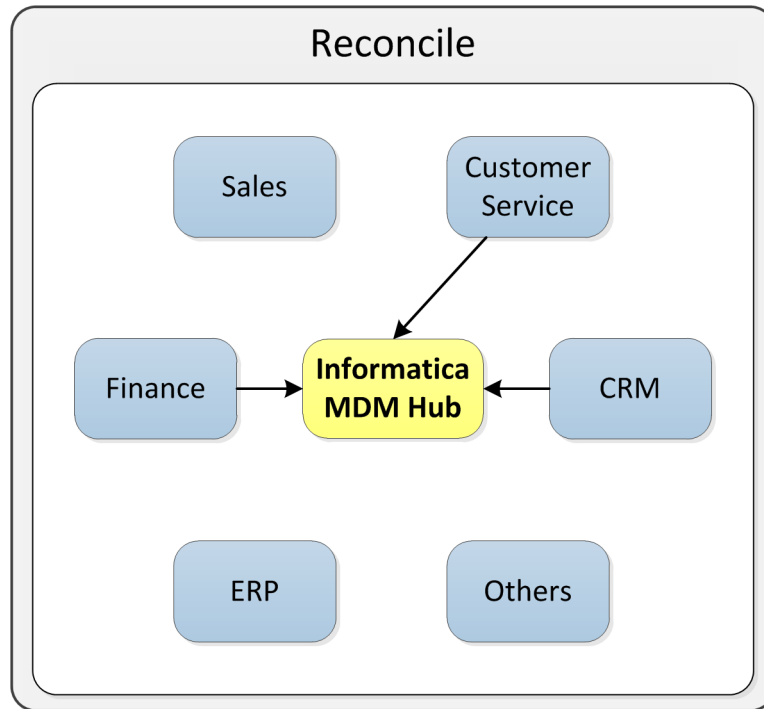 Reconcile
Sales
Customer
Service
Finance
Informatica
MDM Hub
CRM
ERP
Others